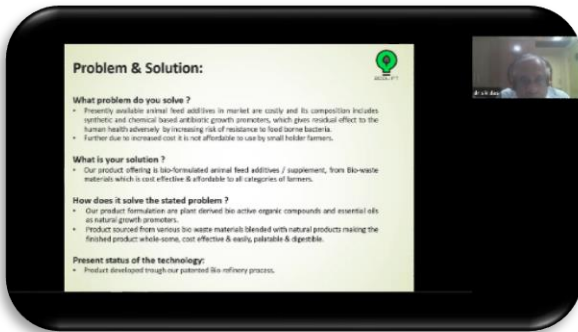 Problem & Solution:
What problem do you solve ?
• Presently available animal feed additives in market are costly and its composition includes
synthetic and chemical based antibiotic growth promoters, which gives residual effect to the
human health adversely by increasing risk of resistance to food borne bacteria.
• Further due to increased cost it is not affordable to use by small holder farmers.
What is your solution ?
• Our product offering is bio-formulated animal feed additives / supplement, from Bio-waste
materials which is cost effective & affordable to all categories of farmers.
How does it solve the stated problem ?
• Our product formulation are plant derived bio active organic compounds and essential oils
as natural growth promoters.
• Product sourced from various bio waste materials blended with natural products making the
finished product whole-some, cost effective & easily, palatable & digestible.
Present status of the technology:
• Product developed trough our patented Bio-refinery process.